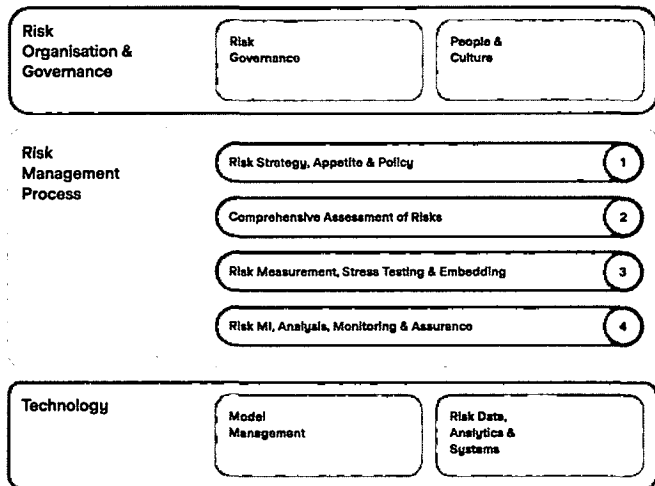 Risk
Organisation &
Governance
Risk
Governance
People &
Culture
Risk
Management
Process
Risk Strategy, Appetite & Policy
1
Comprehensive Assessment of Risks
2
Risk Measurement, Stress Testing & Embedding
3
Risk MI, Analysis, Monitoring & Assurance
4
Technology
Model
Management
Risk Data,
Analytics &
Systems